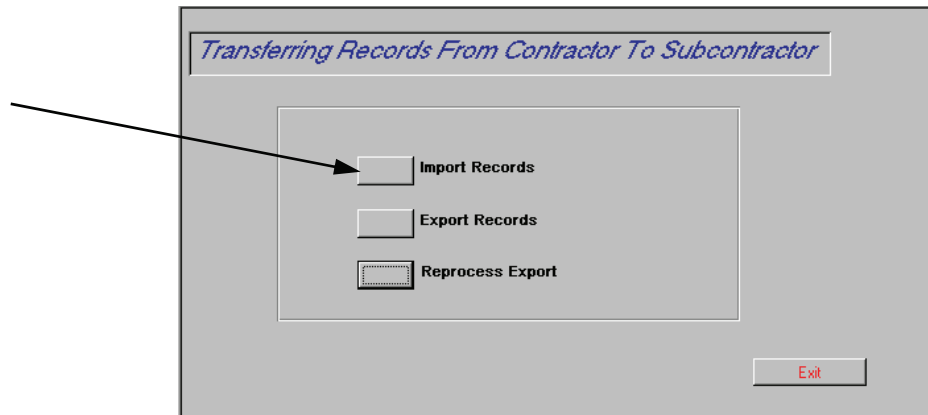 Transferring Records From Contractor To Subcontractor
Import Records
Export Records
Reprocess Export
Exit